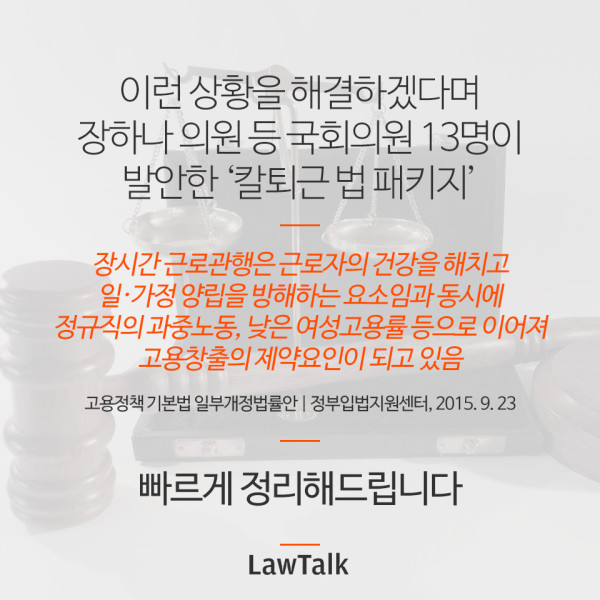 이런 상황을 해결하겠다며
장하나 의원 등 국회의원 13명이
발안한 ‘칼퇴근 법 패키지’
장시간 근로관행은 근로자의 건강을 해치고
일·가정 양립을 방해하는 요소임과 동시에
정규직의 과중노동, 낮은 여성고용률 등으로 이어져
고용창출의 제약요인이 되고 있음
고용정책 기본법 일부개정법률안 | 정부입법지원센터, 2015. 9. 23
빠르게 정리해드립니다
LawTalk